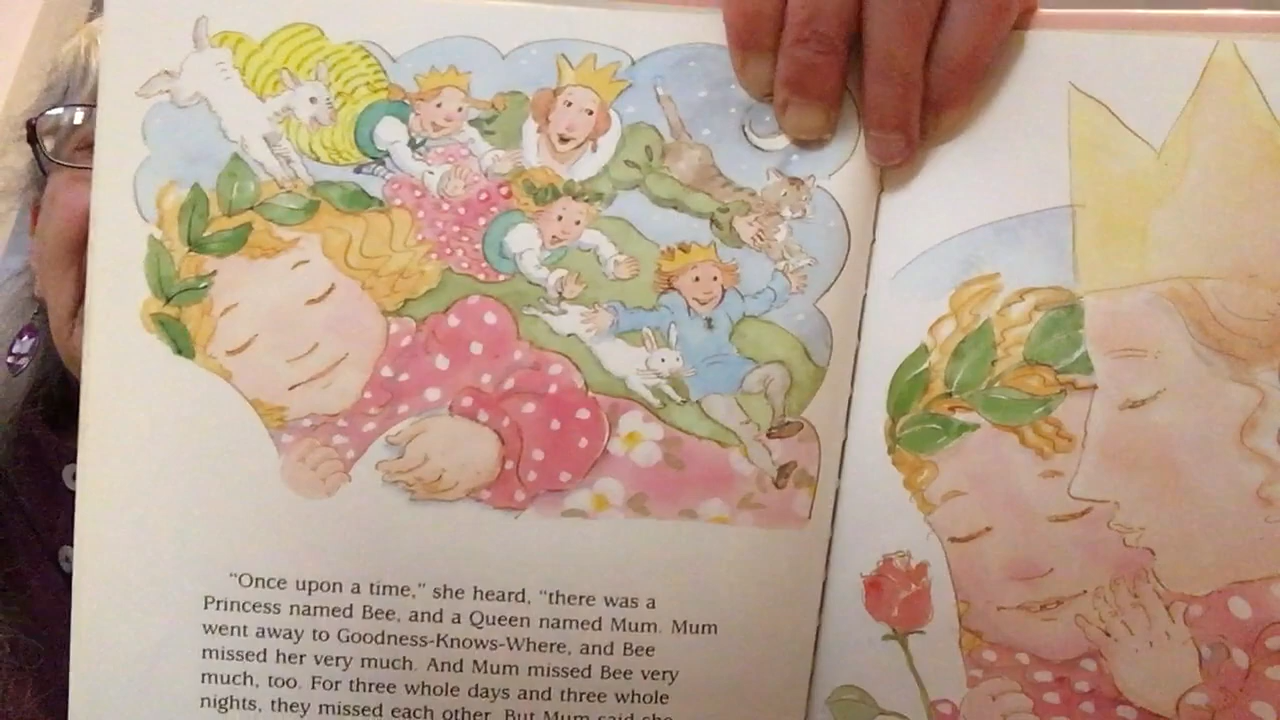 "Once upon a time," she heard, "there was a
Princess named Bee, and a Queen named Mum. Mum
went away to Goodness-Knows-Where, and Bee
missed her very much. And Mum missed Bee very
much, too. For three whole days and three whole
nights, they missed each other. But Mum said she